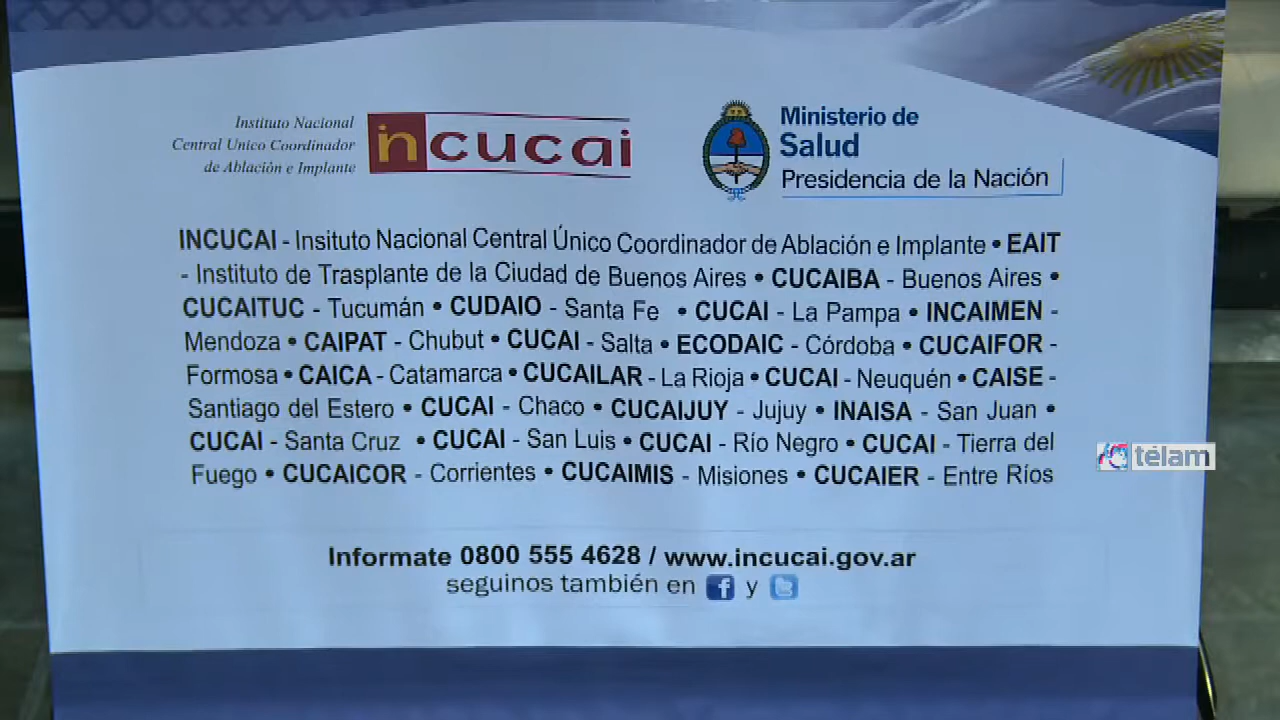 Instituto Nacional
Central Unico Coordinador
de Ablación e Implante
incucai
Ministerio de
Salud
Presidencia de la Nación
INCUCAI - Insituto Nacional Central Único Coordinador de Ablación e Implante • EAIT
- Instituto de Trasplante de la Ciudad de Buenos Aires • CUCAIBA - Buenos Aires •
CUCAITUC - Tucumán • CUDAIO - Santa Fe • CUCAI - La Pampa • INCAIMEN -
Mendoza • CAIPAT - Chubut • CUCAI - Salta • ECODAIC - Córdoba • CUCAIFOR -
Formosa • CAICA - Catamarca • CUCAILAR - La Rioja • CUCAI - Neuquén • CAISE -
Santiago del Estero • CUCAI - Chaco • CUCAIJUY - Jujuy • INAISA - San Juan •
CUCAI - Santa Cruz • CUCAI - San Luis • CUCAI - Río Negro • CUCAI - Tierra del
Fuego • CUCAICOR - Corrientes • CUCAIMIS - Misiones • CUCAIER - Entre Ríos
télam
Informate 0800 555 4628 / www.incucai.gov.ar
seguinos también en f y t